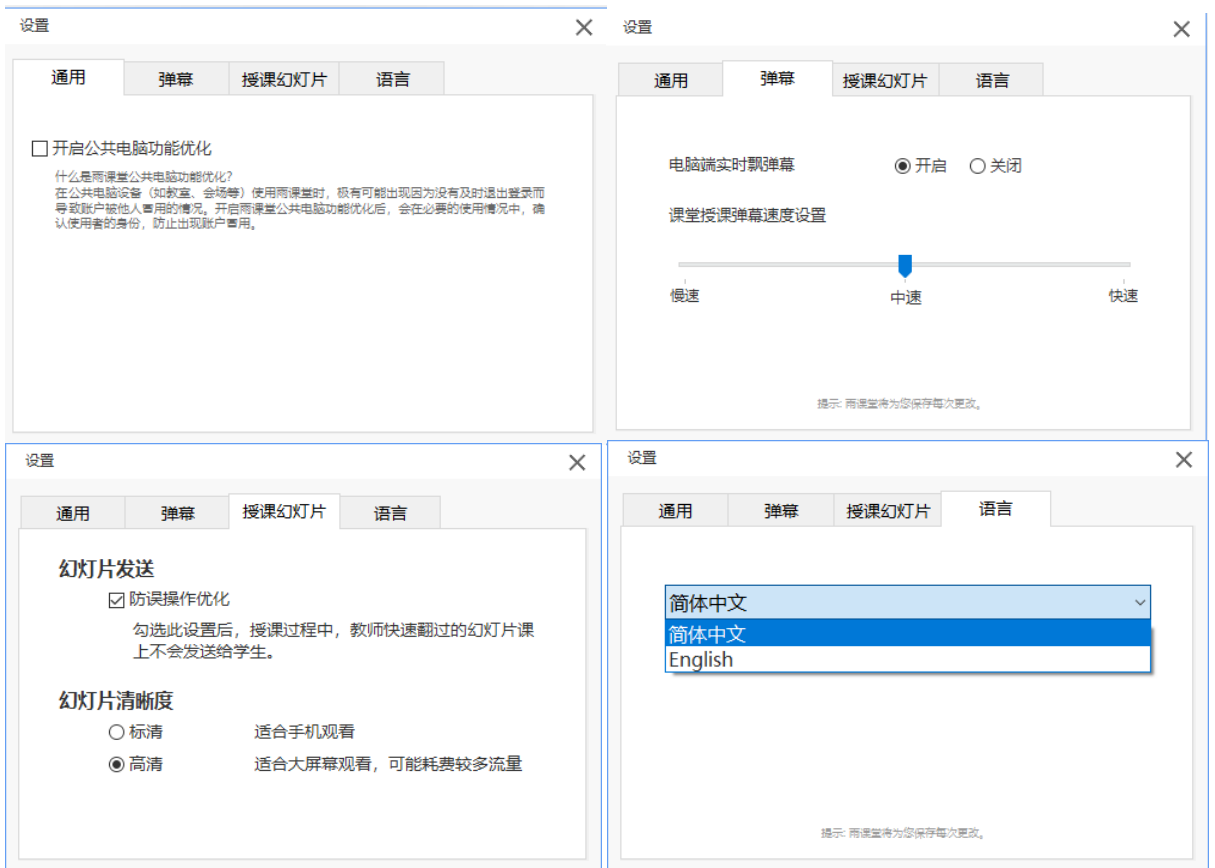 设置
通用 弹幕 授课幻灯片 语言
开启公共电脑功能优化
什么是雨课堂公共电脑功能优化?
在公共电脑设备（如教室、会场等）使用雨课堂时，极有可能出现因为没有及时退出登录而
导致账户被他人冒用的情况。开启雨课堂公共电脑功能优化后，会在必要的使用情况中，确
认使用者的身份，防止出现账户冒用。
设置
通用 弹幕 授课幻灯片 语言
电脑端实时飘弹幕 开启 关闭
课堂授课弹幕速度设置
慢速 中速 快速
提示: 雨课堂将为您保存每次更改。
设置
通用 弹幕 授课幻灯片 语言
幻灯片发送
防误操作优化
勾选此设置后，授课过程中，教师快速翻过的幻灯片课
上不会发送给学生。
幻灯片清晰度
标清 适合手机观看
高清 适合大屏幕观看，可能耗费较多流量
设置
通用 弹幕 授课幻灯片 语言
简体中文
简体中文
English
提示: 雨课堂将为您保存每次更改。